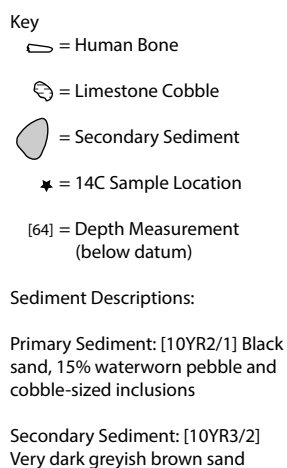 Key
= Human Bone
= Limestone Cobble
= Secondary Sediment
= 14C Sample Location
[64] = Depth Measurement
(below datum)
Sediment Descriptions:
Primary Sediment: [10YR2/1] Black
sand, 15% waterworn pebble and
cobble-sized inclusions
Secondary Sediment: [10YR3/2]
Very dark greyish brown sand